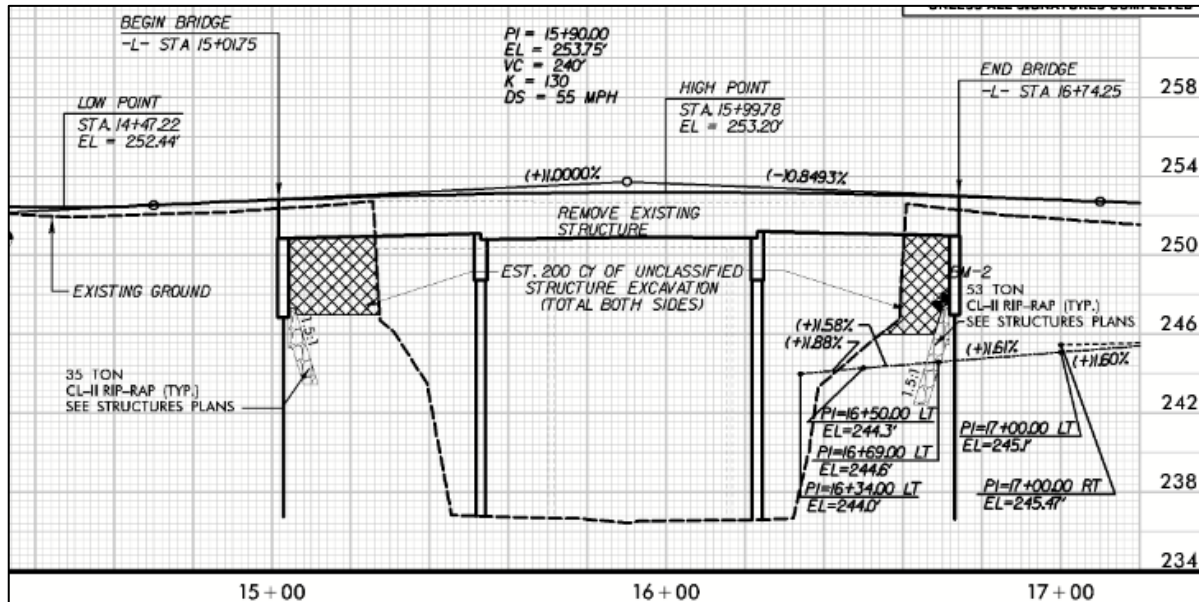 UNLESS ALL SIGNATURES COMPLETED
BEGIN BRIDGE
-L- STA 15+01.75
PI = 15+90.00
EL = 253.75'
VC = 240'
K = 130
DS = 55 MPH
END BRIDGE
-L- STA 16+74.25
LOW POINT
STA. 14+47.22
EL = 252.44'
HIGH POINT
STA. 15+99.78
EL = 253.20'
258
254
250
246
242
238
234
(+)1.0000%
(-)0.8493%
REMOVE EXISTING
STRUCTURE
EXISTING GROUND
EST. 200 CY OF UNCLASSIFIED
STRUCTURE EXCAVATION
(TOTAL BOTH SIDES)
BM-2
53 TON
CL-II RIP-RAP (TYP.)
SEE STRUCTURES PLANS
1.5:1
35 TON
CL-II RIP-RAP (TYP.)
SEE STRUCTURES PLANS
(+)1.58%
(+)1.88%
(+)1.61%
(+)1.60%
1.5:1
PI=16+50.00 LT
EL=244.3'
PI=16+69.00 LT
EL=244.6'
PI=16+34.00 LT
EL=244.0'
PI=17+00.00 LT
EL=245.1'
PI=17+00.00 RT
EL=245.47'
15+00
16+00
17+00